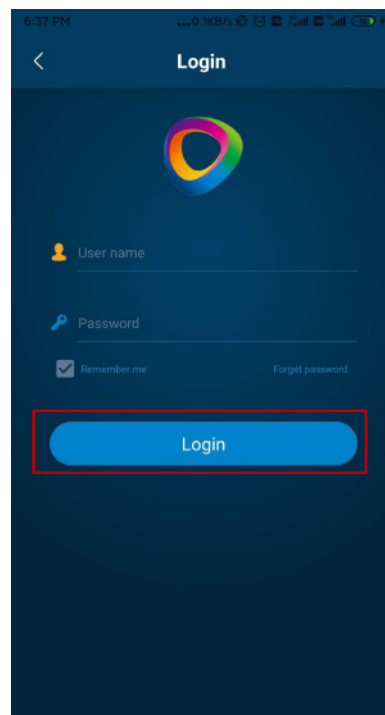 6:37 PM ...0.1KB/s
Login
User name
Password
Remember me Forget password
Login